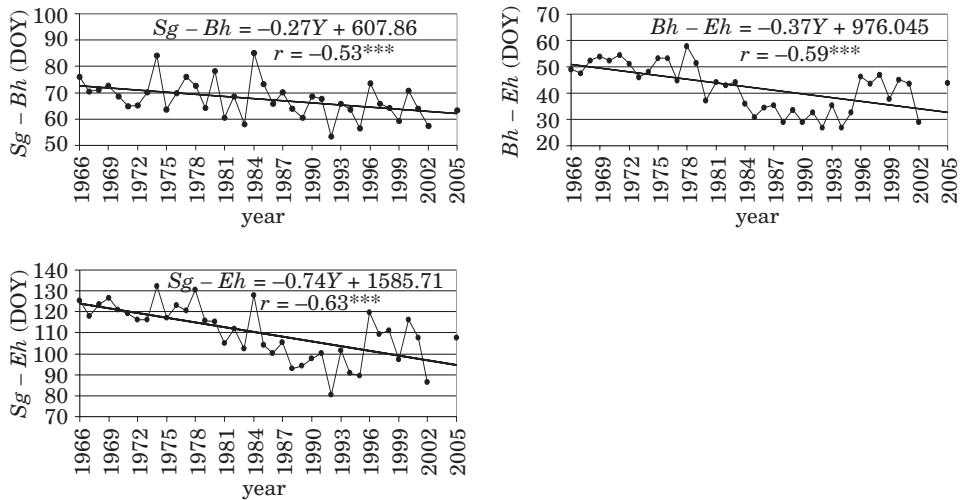 Sg – Bh = –0.27Y + 607.86
r = –0.53***
Sg – Bh (DOY)
100
90
80
70
60
50
1966 1969 1972 1975 1978 1981 1984 1987 1990 1993 1996 1999 2002 2005
year
Bh – Eh = –0.37Y + 976.045
r = –0.59***
Bh – Eh (DOY)
70
60
50
40
30
20
1966 1969 1972 1975 1978 1981 1984 1987 1990 1993 1996 1999 2002 2005
year
Sg – Eh = –0.74Y + 1585.71
r = –0.63***
Sg – Eh (DOY)
140
130
120
110
100
90
80
70
1966 1969 1972 1975 1978 1981 1984 1987 1990 1993 1996 1999 2002 2005
year